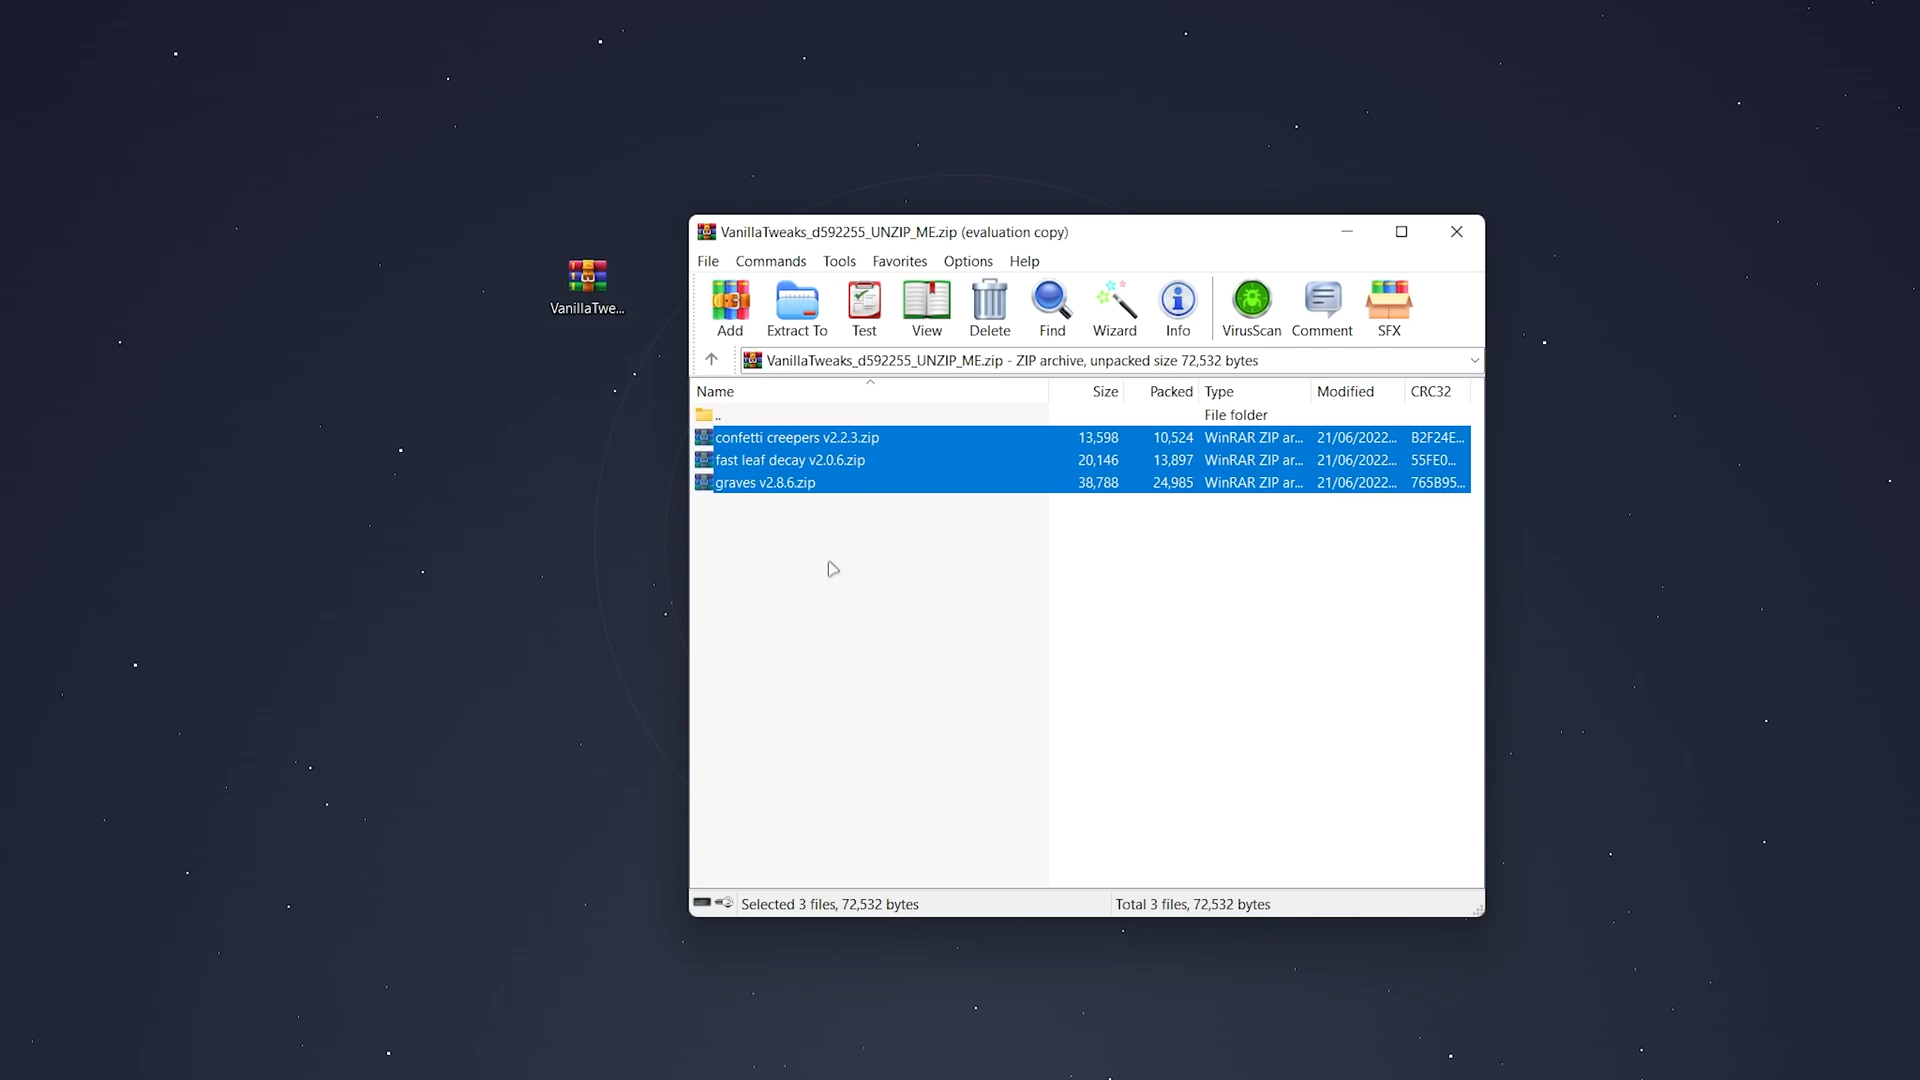 VanillaTwe...
VanillaTweaks_d592255_UNZIP_ME.zip (evaluation copy)
File Commands Tools Favorites Options Help
Add Extract To Test View Delete Find Wizard Info VirusScan Comment SFX
VanillaTweaks_d592255_UNZIP_ME.zip - ZIP archive, unpacked size 72,532 bytes
Name Size Packed Type Modified CRC32
.. File folder
confetti creepers v2.2.3.zip 13,598 10,524 WinRAR ZIP ar... 21/06/2022... B2F24E...
fast leaf decay v2.0.6.zip 20,146 13,897 WinRAR ZIP ar... 21/06/2022... 55FE0...
graves v2.8.6.zip 38,788 24,985 WinRAR ZIP ar... 21/06/2022... 765B95...
Selected 3 files, 72,532 bytes Total 3 files, 72,532 bytes